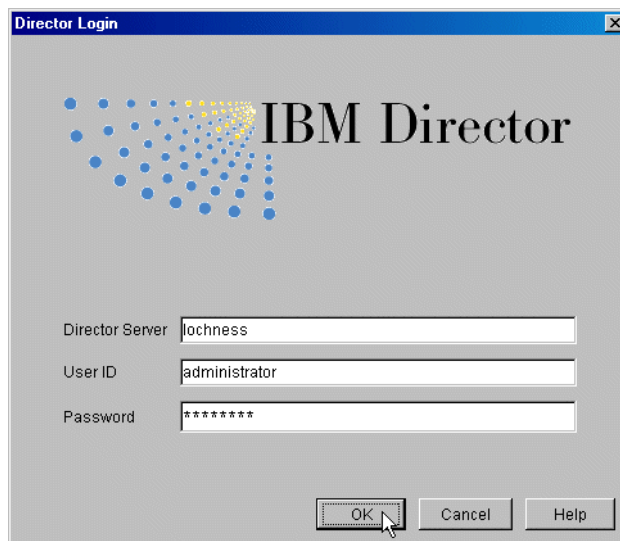 Director Login
IBM Director
Director Server lochness
User ID administrator
Password ********
OK Cancel Help